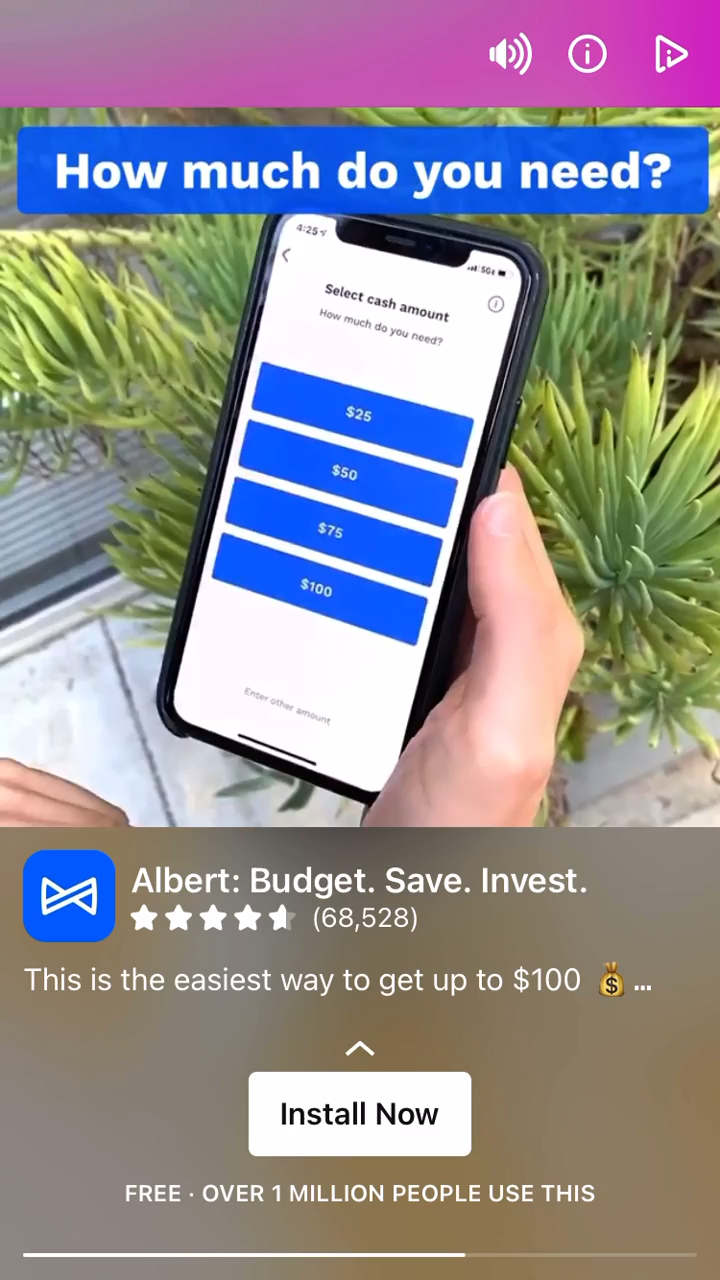 How much do you need?
4:25
5G
Select cash amount
How much do you need?
$25
$50
$75
$100
Enter other amount
Albert: Budget. Save. Invest.
(68,528)
This is the easiest way to get up to $100 💰...
Install Now
FREE · OVER 1 MILLION PEOPLE USE THIS